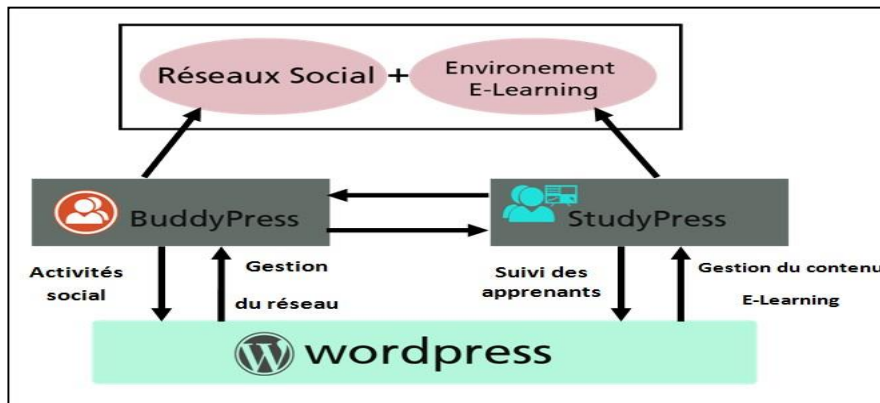 Réseaux Social + Environement
E-Learning
BuddyPress
StudyPress
Activités
social
Gestion
du réseau
Suivi des
apprenants
Gestion du contenu
E-Learning
wordpress